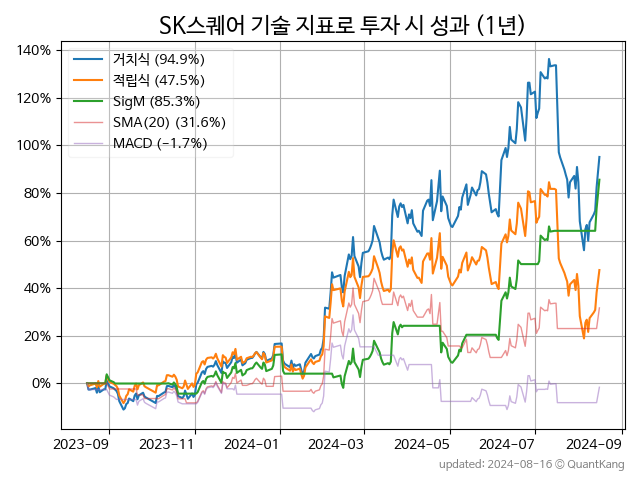 SK스퀘어 기술 지표로 투자 시 성과 (1년)
140%
120%
100%
80%
60%
40%
20%
0%
거치식 (94.9%)
적립식 (47.5%)
SigM (85.3%)
SMA(20) (31.6%)
MACD (-1.7%)
2023-09
2023-11
2024-01
2024-03
2024-05
2024-07
2024-09
updated: 2024-08-16 © QuantKang